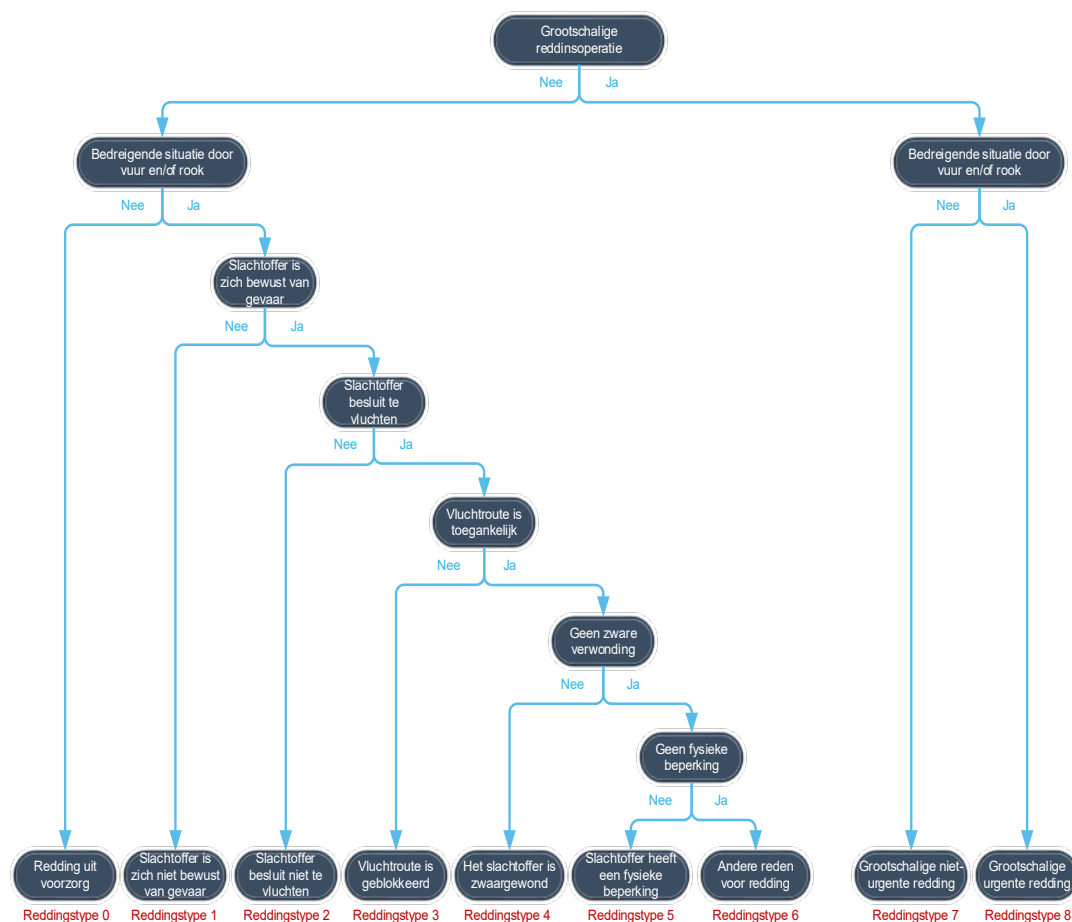 Grootschalige
reddinsoperatie
Nee
Ja
Bedreigende situatie door
vuur en/of rook
Bedreigende situatie door
vuur en/of rook
Nee
Ja
Nee
Ja
Slachtoffer is
zich bewust van
gevaar
Nee
Ja
Slachtoffer
besluit te
vluchten
Nee
Ja
Vluchtroute is
toegankelijk
Nee
Ja
Geen zware
verwonding
Nee
Ja
Geen fysieke
beperking
Nee
Ja
Redding uit
voorzorg
Slachtoffer is
zich niet bewust
van gevaar
Slachtoffer
besluit niet te
vluchten
Vluchtroute is
geblokkeerd
Het slachtoffer is
zwaargewond
Slachtoffer heeft
een fysieke
beperking
Andere reden
voor redding
Grootschalige niet-
urgente redding
Grootschalige
urgente redding
Reddingstype 0
Reddingstype 1
Reddingstype 2
Reddingstype 3
Reddingstype 4
Reddingstype 5
Reddingstype 6
Reddingstype 7
Reddingstype 8